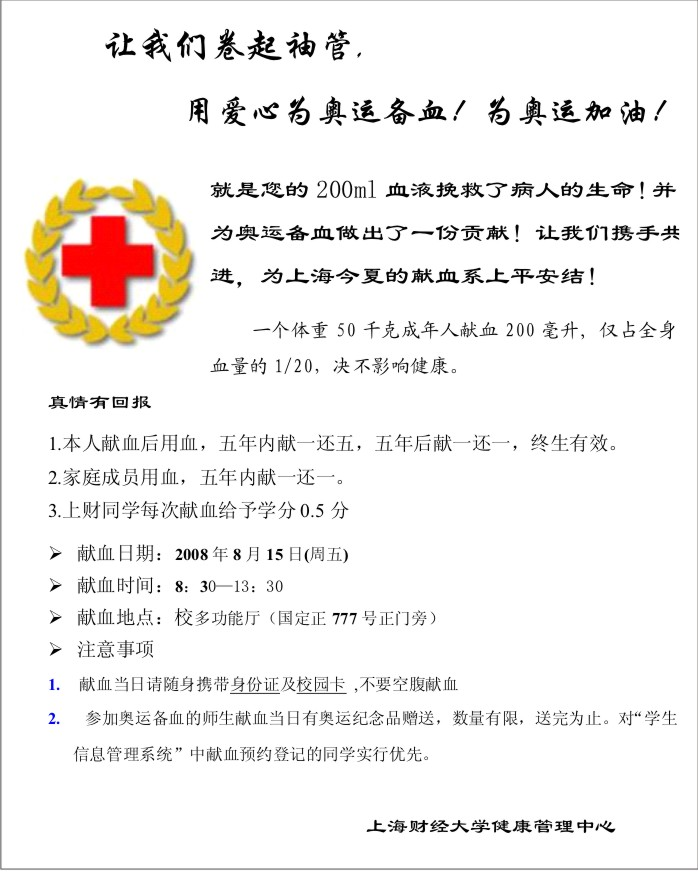 让我们卷起袖管,
用爱心为奥运备血！为奥运加油！
就是您的 200ml 血液挽救了病人的生命！并
为奥运备血做出了一份贡献！让我们携手共
进，为上海今夏的献血系上平安结！
一个体重 50 千克成年人献血 200 毫升，仅占全身
血量的 1/20，决不影响健康。
真情有回报
1.本人献血后用血，五年内献一还五，五年后献一还一，终生有效。
2.家庭成员用血，五年内献一还一。
3.上财同学每次献血给予学分 0.5 分
➢ 献血日期：2008 年 8 月 15 日(周五)
➢ 献血时间：8：30—13：30
➢ 献血地点：校多功能厅（国定正 777 号正门旁）
➢ 注意事项
1. 献血当日请随身携带身份证及校园卡 ,不要空腹献血
2. 参加奥运备血的师生献血当日有奥运纪念品赠送，数量有限，送完为止。对“学生
信息管理系统”中献血预约登记的同学实行优先。
上海财经大学健康管理中心